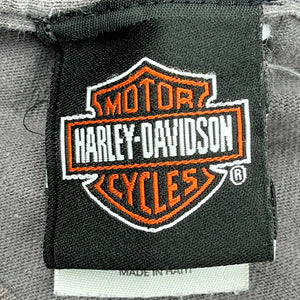 MOTOR
HARLEY-DAVIDSON
CYCLES
®
MADE IN HAITI